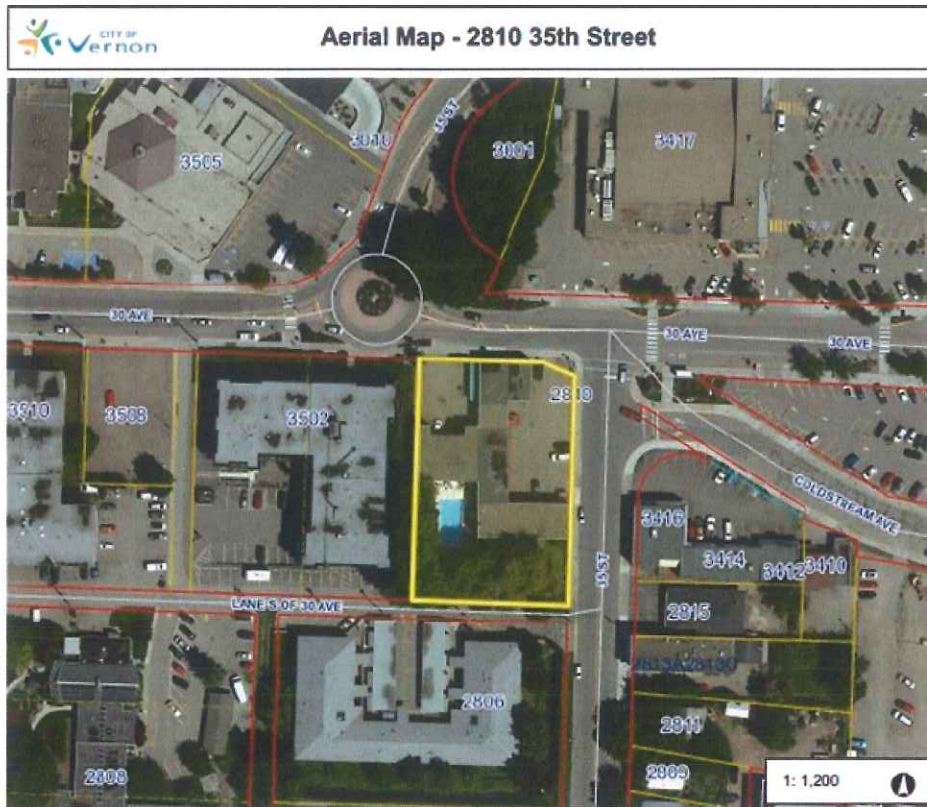 CITY OF
Vernon
Aerial Map - 2810 35th Street
35 ST
3010
3505
3001
3417
30 AVE
30 AVE
30 AVE
2810
3510
3508
3502
COLDSTREAM AVE
3416
3414
3412
3410
35 ST
LANE S OF 30 AVE
2815
2806
2811
2808
2809
1: 1,200